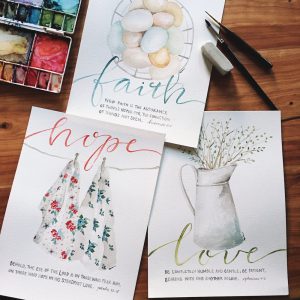 faith
NOW FAITH IS THE ASSURANCE
OF THINGS HOPED FOR, THE CONVICTION
OF THINGS NOT SEEN.
hope
BEHOLD, THE EYE OF THE LORD IS ON THOSE WHO FEAR HIM,
ON THOSE WHO HOPE IN HIS STEADFAST LOVE.
love
BE COMPLETELY HUMBLE AND GENTLE; BE PATIENT,
BEARING WITH ONE ANOTHER IN LOVE.